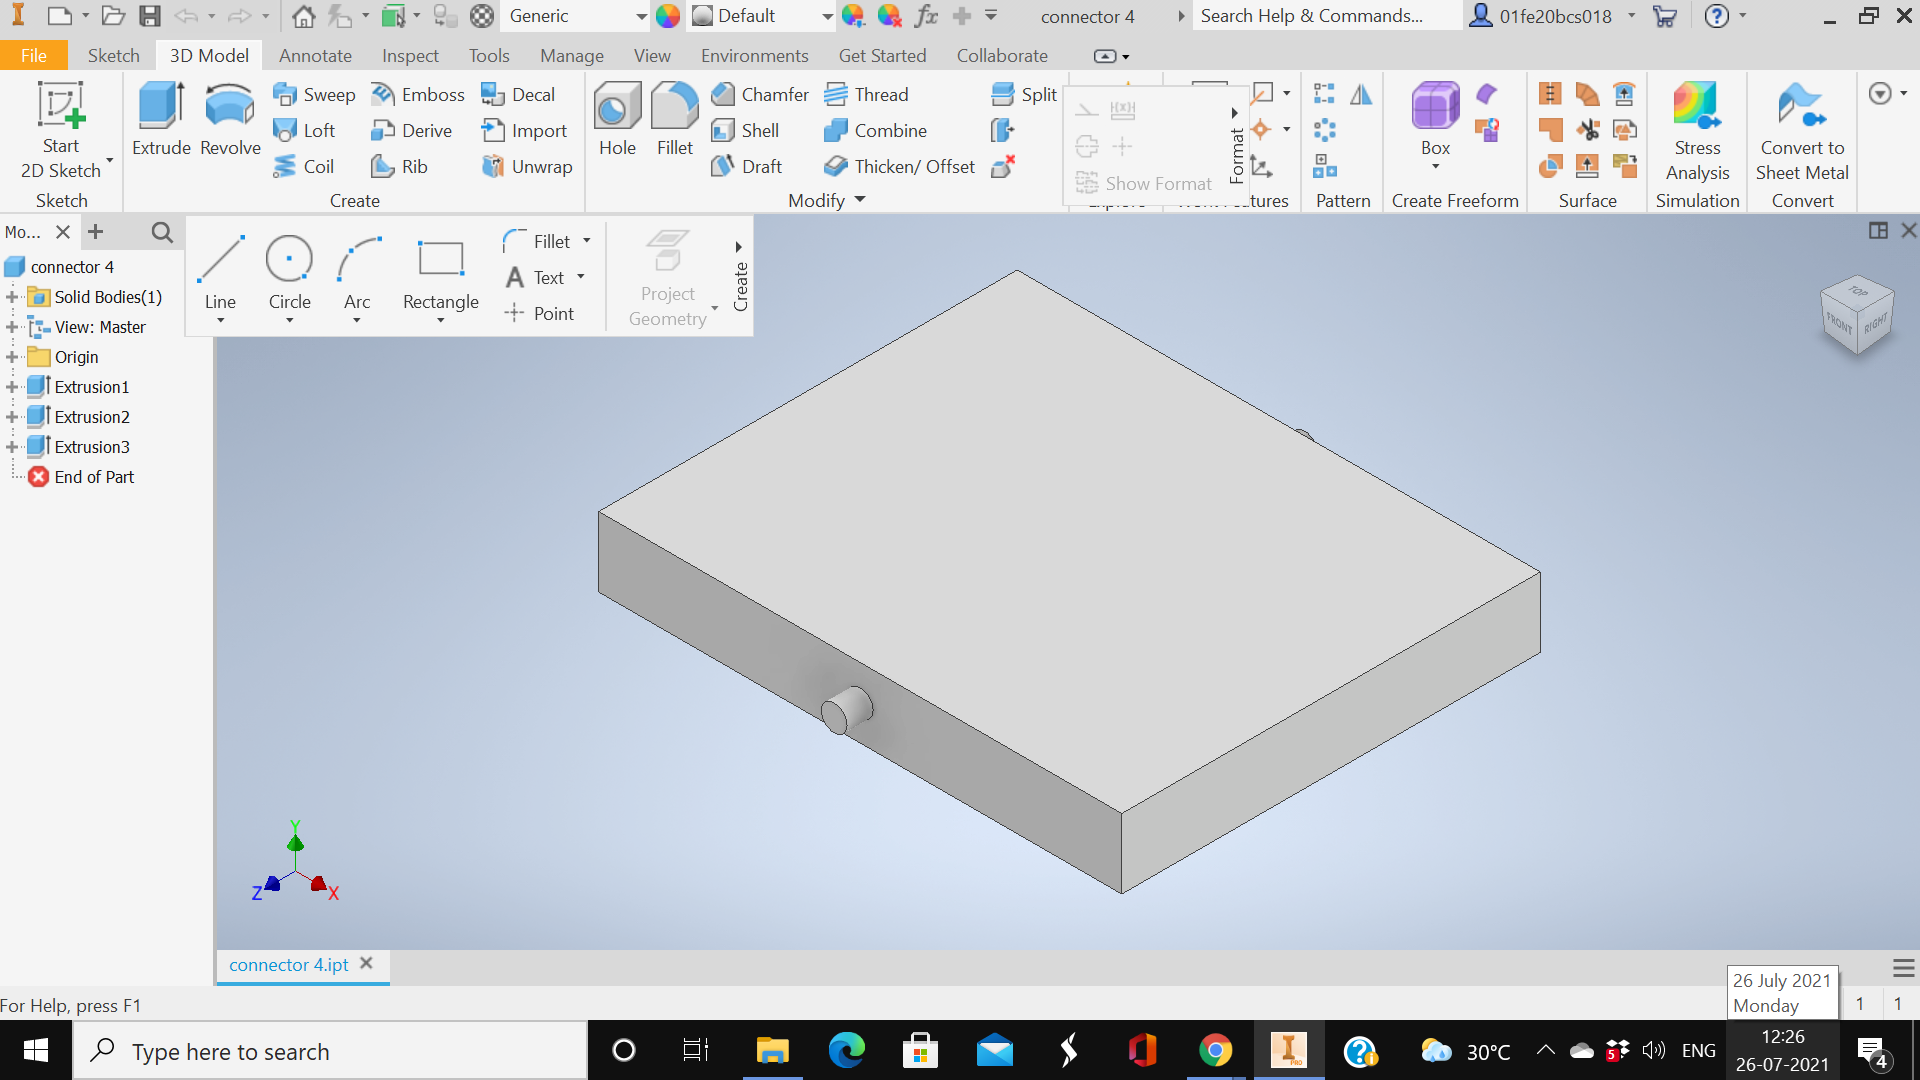 Generic
Default
connector 4
Search Help & Commands...
01fe20bcs018
File
Sketch
3D Model
Annotate
Inspect
Tools
Manage
View
Environments
Get Started
Collaborate
Start
2D Sketch
Extrude
Revolve
Sweep
Loft
Coil
Emboss
Derive
Rib
Decal
Import
Unwrap
Hole
Fillet
Chamfer
Shell
Draft
Thread
Combine
Thicken/ Offset
Split
Show Format
Format
Box
Stress
Analysis
Convert to
Sheet Metal
Sketch
Create
Modify
Pattern
Create Freeform
Surface
Simulation
Convert
Mo...
connector 4
Solid Bodies(1)
View: Master
Origin
Extrusion1
Extrusion2
Extrusion3
End of Part
Line
Circle
Arc
Rectangle
Fillet
Text
Point
Project
Geometry
Create
TOP
FRONT
RIGHT
Y
Z
X
connector 4.ipt
26 July 2021
Monday
For Help, press F1
1
1
Type here to search
PRO
5
30°C
ENG
12:26
26-07-2021
4